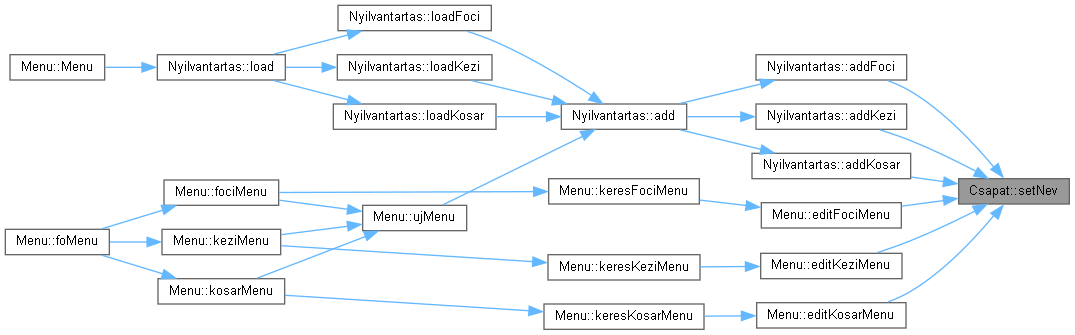 Nyilvantartas::loadFoci
Menu::Menu
Nyilvantartas::load
Nyilvantartas::loadKezi
Nyilvantartas::addFoci
Nyilvantartas::loadKosar
Nyilvantartas::add
Nyilvantartas::addKezi
Nyilvantartas::addKosar
Menu::fociMenu
Menu::keresFociMenu
Csapat::setNev
Menu::ujMenu
Menu::editFociMenu
Menu::foMenu
Menu::keziMenu
Menu::keresKeziMenu
Menu::editKeziMenu
Menu::kosarMenu
Menu::keresKosarMenu
Menu::editKosarMenu